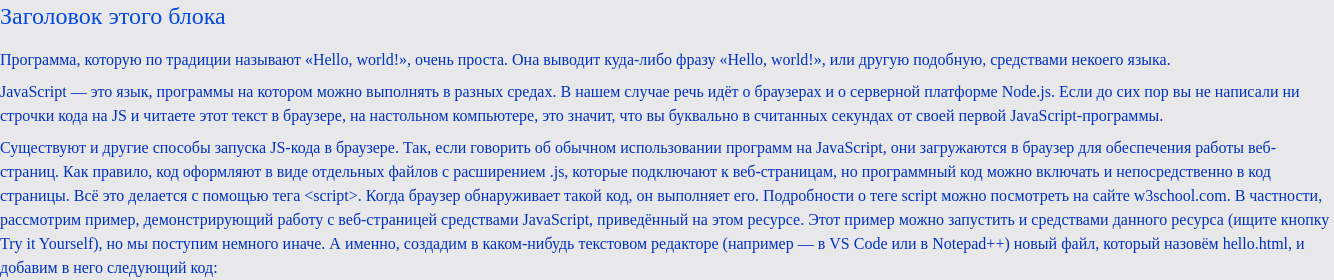 Заголовок этого блока
Программа, которую по традиции называют «Hello, world!», очень проста. Она выводит куда-либо фразу «Hello, world!», или другую подобную, средствами некоего языка.
JavaScript — это язык, программы на котором можно выполнять в разных средах. В нашем случае речь идёт о браузерах и о серверной платформе Node.js. Если до сих пор вы не написали ни
строчки кода на JS и читаете этот текст в браузере, на настольном компьютере, это значит, что вы буквально в считанных секундах от своей первой JavaScript-программы.
Существуют и другие способы запуска JS-кода в браузере. Так, если говорить об обычном использовании программ на JavaScript, они загружаются в браузер для обеспечения работы веб-
страниц. Как правило, код оформляют в виде отдельных файлов с расширением .js, которые подключают к веб-страницам, но программный код можно включать и непосредственно в код
страницы. Всё это делается с помощью тега <script>. Когда браузер обнаруживает такой код, он выполняет его. Подробности о теге script можно посмотреть на сайте w3school.com. В частности,
рассмотрим пример, демонстрирующий работу с веб-страницей средствами JavaScript, приведённый на этом ресурсе. Этот пример можно запустить и средствами данного ресурса (ищите кнопку
Try it Yourself), но мы поступим немного иначе. А именно, создадим в каком-нибудь текстовом редакторе (например — в VS Code или в Notepad++) новый файл, который назовём hello.html, и
добавим в него следующий код: